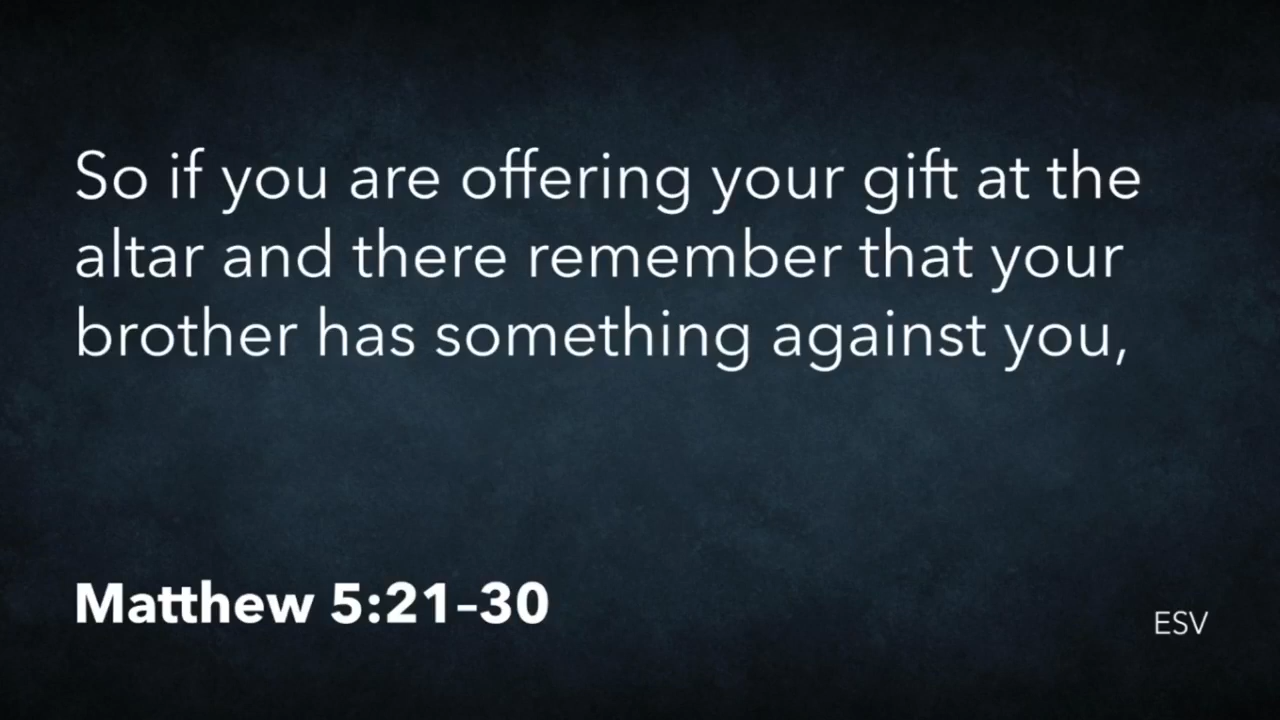 So if you are offering your gift at the
altar and there remember that your
brother has something against you,
Matthew 5:21–30
ESV